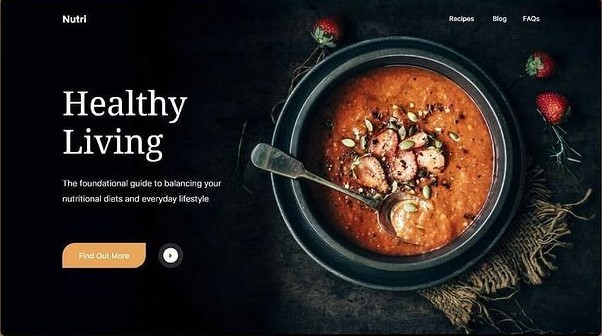 Nutri
Recipes Blog FAQs
Healthy
Living
The foundational guide to balancing your
nutritional diets and everyday lifestyle
Find Out More